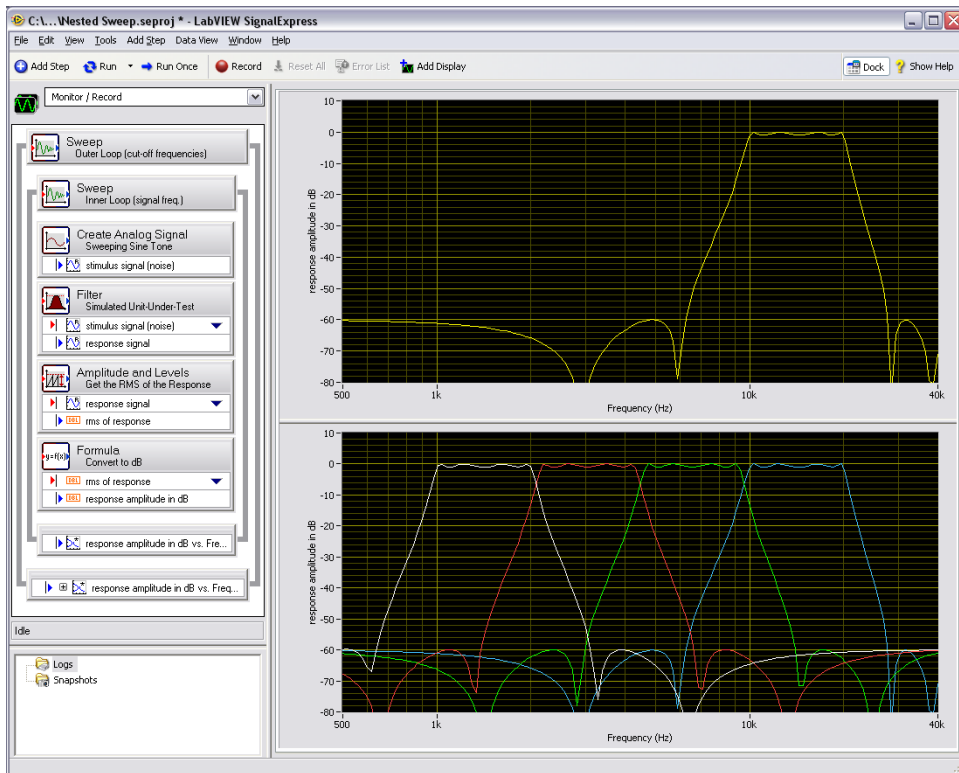 C:\...\Nested Sweep.seproj * - LabVIEW SignalExpress
File Edit View Tools Add Step Data View Window Help
Add Step Run Run Once Record Reset All Error List Add Display Dock Show Help
Monitor / Record
Sweep
Outer Loop (cut-off frequencies)
Sweep
Inner Loop (signal freq.)
Create Analog Signal
Sweeping Sine Tone
stimulus signal (noise)
Filter
Simulated Unit-Under-Test
stimulus signal (noise)
response signal
Amplitude and Levels
Get the RMS of the Response
response signal
rms of response
y=f(x)
Formula
Convert to dB
rms of response
response amplitude in dB
response amplitude in dB vs. Fre...
response amplitude in dB vs. Freq...
Idle
Logs
Snapshots
response amplitude in dB
10
0
-10
-20
-30
-40
-50
-60
-70
-80
500 1k 10k 40k
Frequency (Hz)
response amplitude in dB
10
0
-10
-20
-30
-40
-50
-60
-70
-80
500 1k 10k 40k
Frequency (Hz)